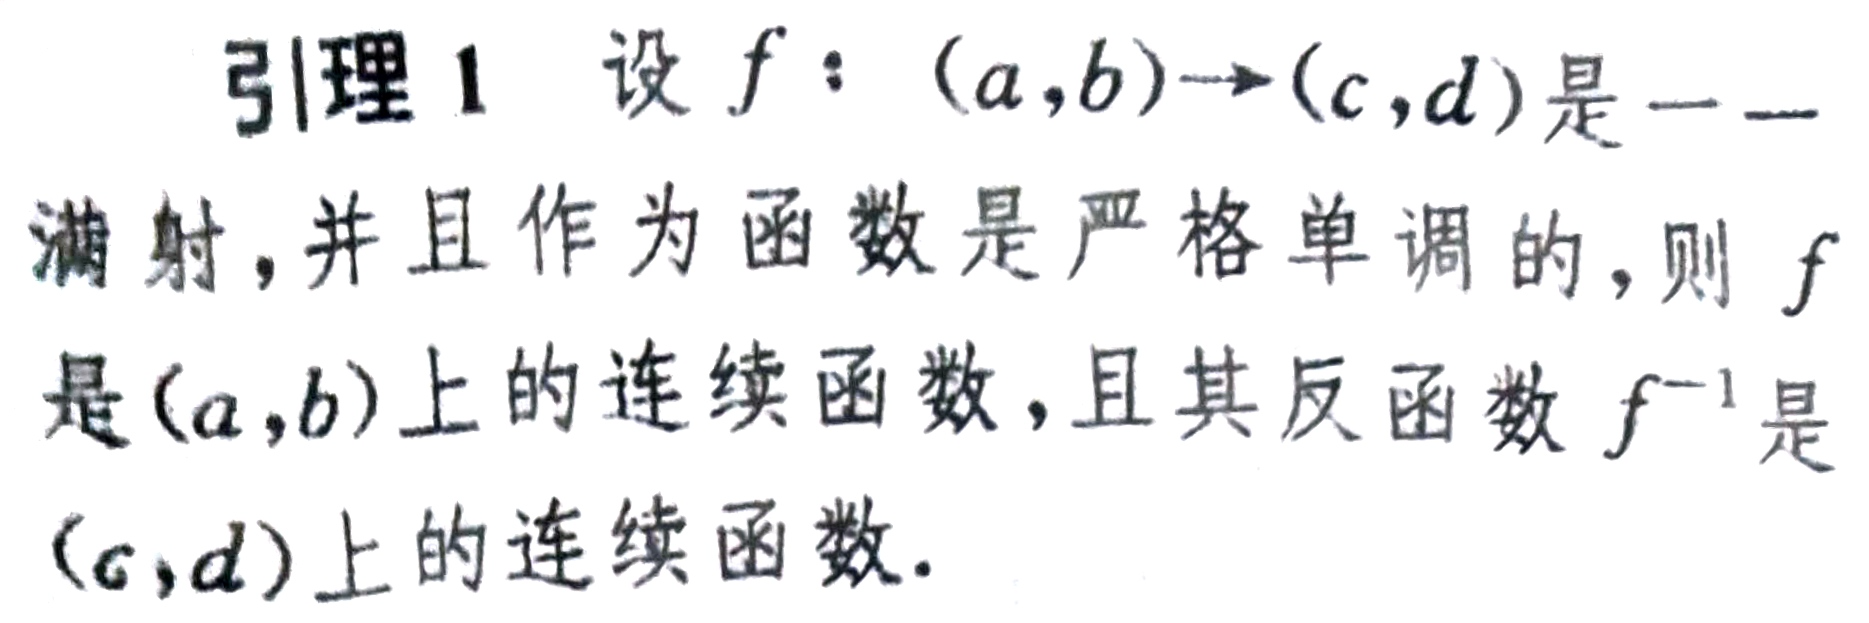 引理 1 设 f： (a,b)→(c,d)是一一
满射,并且作为函数是严格单调的,则 f
是(a,b)上的连续函数,且其反函数 f⁻¹是
(c,d)上的连续函数.